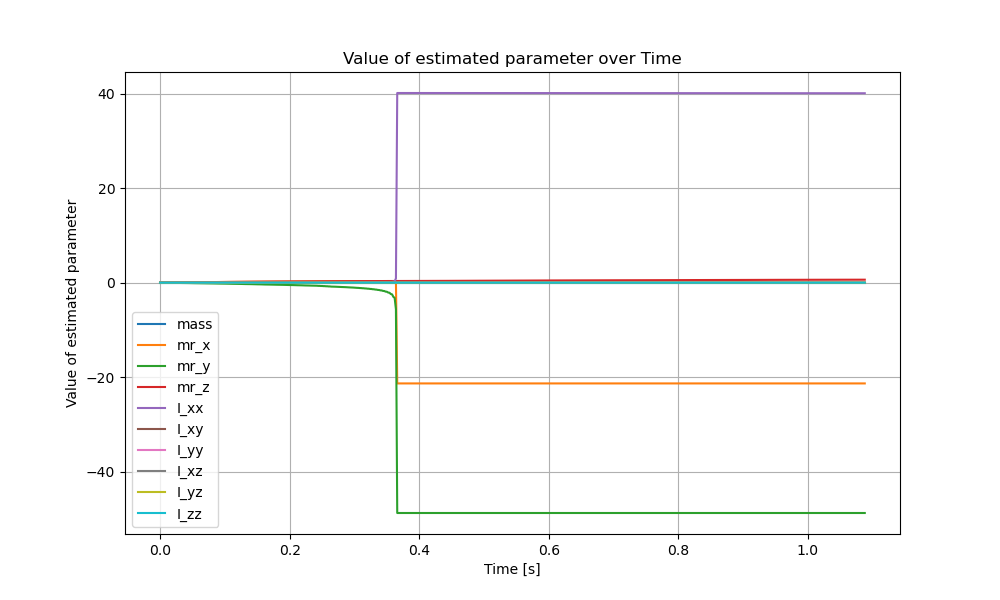 Value of estimated parameter over Time
Value of estimated parameter
40
20
0
−20
−40
mass
mr_x
mr_y
mr_z
I_xx
I_xy
I_yy
I_xz
I_yz
I_zz
0.0 0.2 0.4 0.6 0.8 1.0
Time [s]